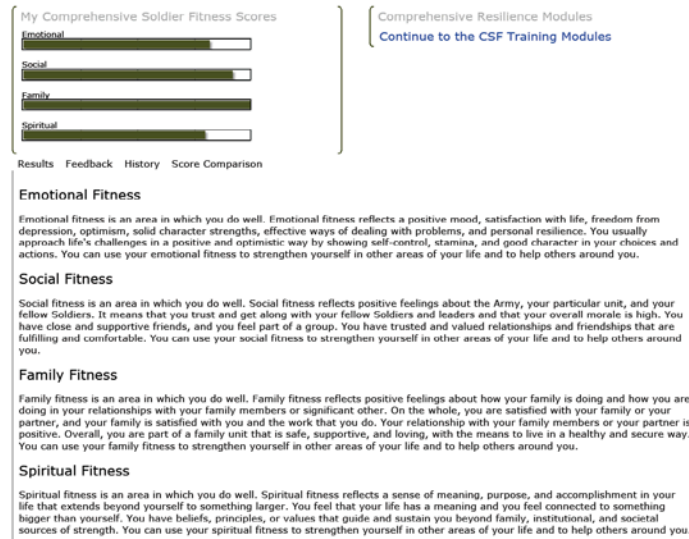 My Comprehensive Soldier Fitness Scores
Emotional
Social
Family
Spiritual
Comprehensive Resilience Modules
Continue to the CSF Training Modules
Results Feedback History Score Comparison
Emotional Fitness
Emotional fitness is an area in which you do well. Emotional fitness reflects a positive mood, satisfaction with life, freedom from
depression, optimism, solid character strengths, effective ways of dealing with problems, and personal resilience. You usually
approach life's challenges in a positive and optimistic way by showing self-control, stamina, and good character in your choices and
actions. You can use your emotional fitness to strengthen yourself in other areas of your life and to help others around you.
Social Fitness
Social fitness is an area in which you do well. Social fitness reflects positive feelings about the Army, your particular unit, and your
fellow Soldiers. It means that you trust and get along with your fellow Soldiers and leaders and that your overall morale is high. You
have close and supportive friends, and you feel part of a group. You have trusted and valued relationships and friendships that are
fulfilling and comfortable. You can use your social fitness to strengthen yourself in other areas of your life and to help others around
you.
Family Fitness
Family fitness is an area in which you do well. Family fitness reflects positive feelings about how your family is doing and how you are
doing in your relationships with your family members or significant other. On the whole, you are satisfied with your family or your
partner, and your family is satisfied with you and the work that you do. Your relationship with your family members or your partner is
positive. Overall, you are part of a family unit that is safe, supportive, and loving, with the means to live in a healthy and secure way.
You can use your family fitness to strengthen yourself in other areas of your life and to help others around you.
Spiritual Fitness
Spiritual fitness is an area in which you do well. Spiritual fitness reflects a sense of meaning, purpose, and accomplishment in your
life that extends beyond yourself to something larger. You feel that your life has a meaning and you feel connected to something
bigger than yourself. You have beliefs, principles, or values that guide and sustain you beyond family, institutional, and societal
sources of strength. You can use your spiritual fitness to strengthen yourself in other areas of your life and to help others around you.